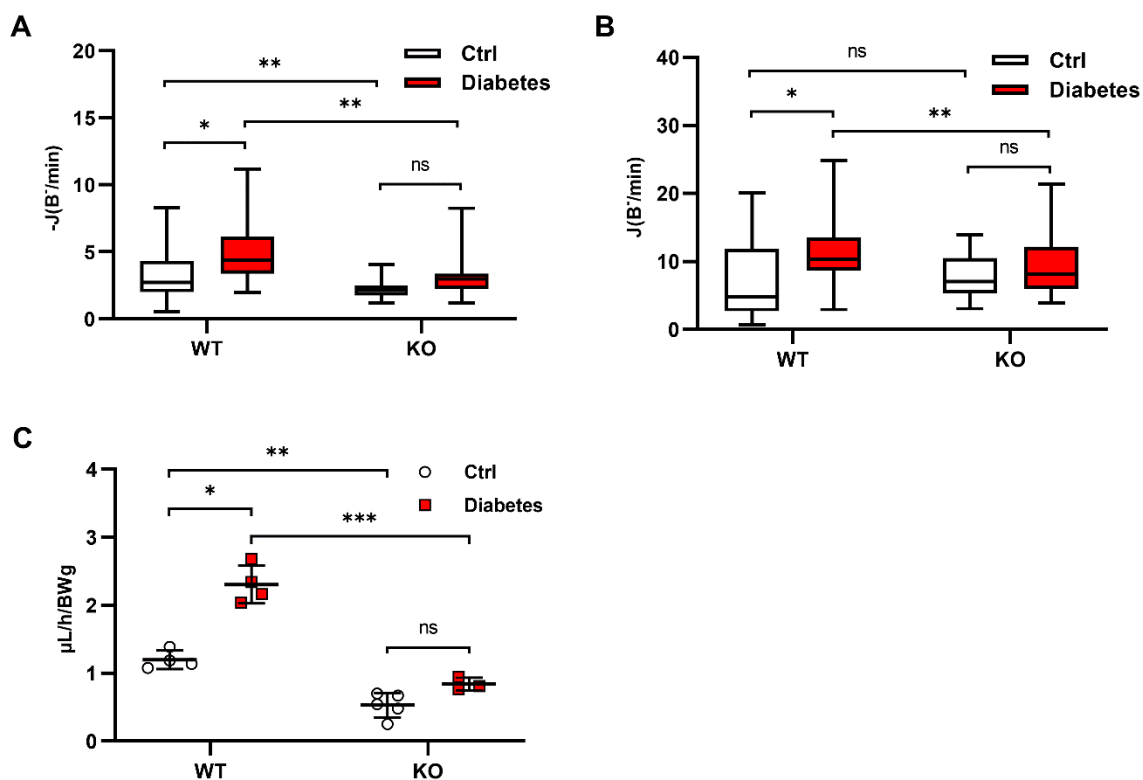 A
-J(B⁻/min)
20
15
10
5
0
Ctrl
Diabetes
**
**
*
ns
WT
KO
B
J(B⁻/min)
40
30
20
10
0
Ctrl
Diabetes
ns
*
**
ns
WT
KO
C
µL/h/BWg
4
3
2
1
0
Ctrl
Diabetes
**
*
***
ns
WT
KO